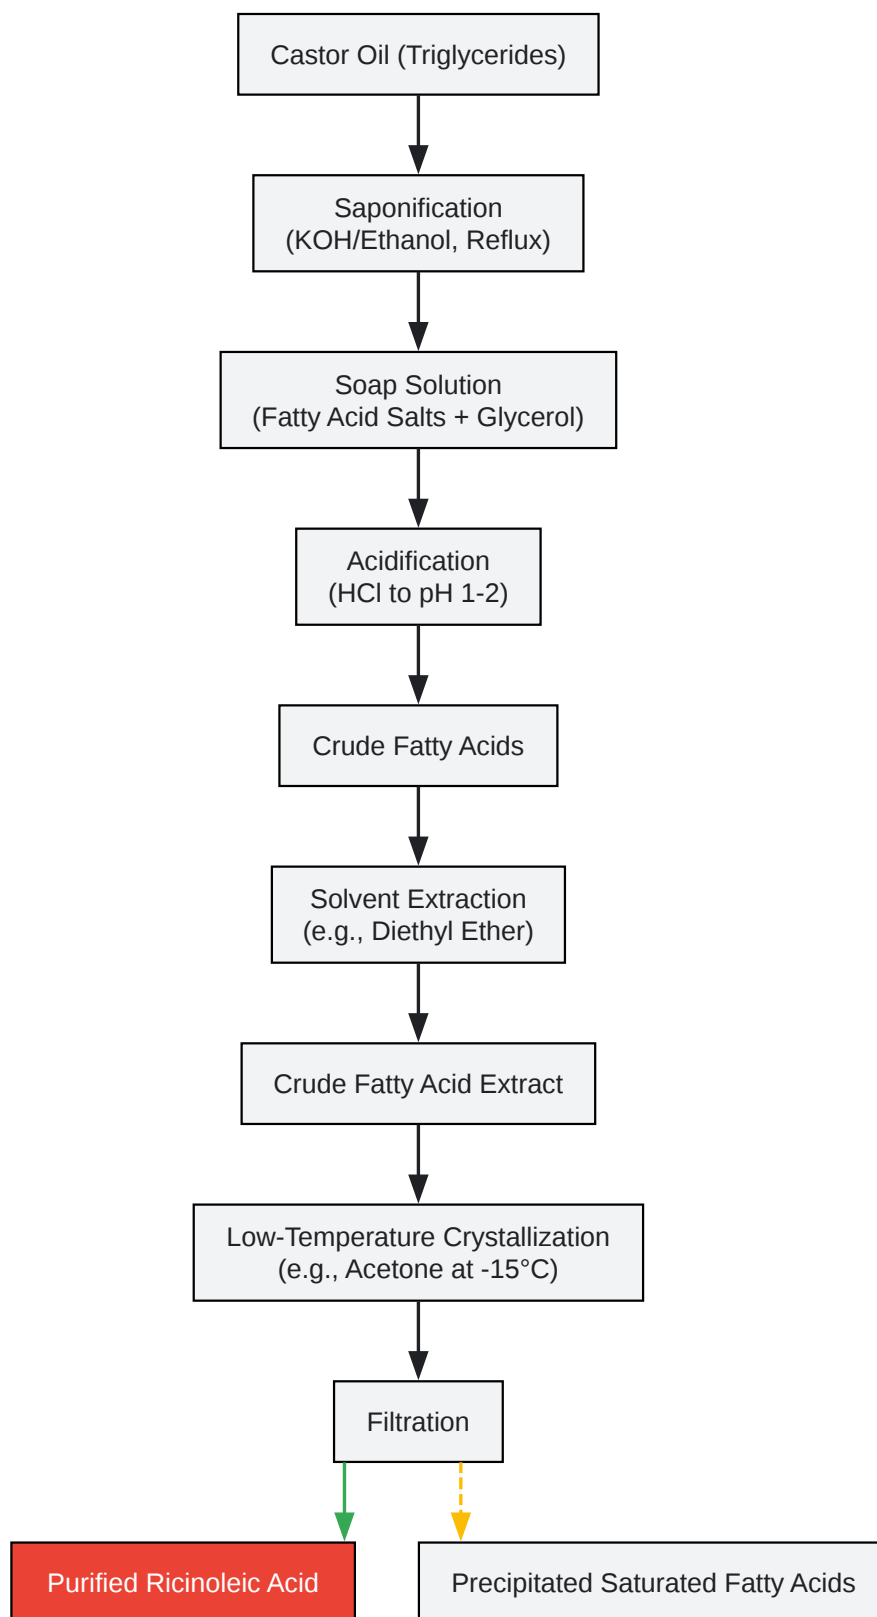 Castor Oil (Triglycerides)
Saponification
(KOH/Ethanol, Reflux)
Soap Solution
(Fatty Acid Salts + Glycerol)
Acidification
(HCl to pH 1-2)
Crude Fatty Acids
Solvent Extraction
(e.g., Diethyl Ether)
Crude Fatty Acid Extract
Low-Temperature Crystallization
(e.g., Acetone at -15°C)
Filtration
Purified Ricinoleic Acid
Precipitated Saturated Fatty Acids